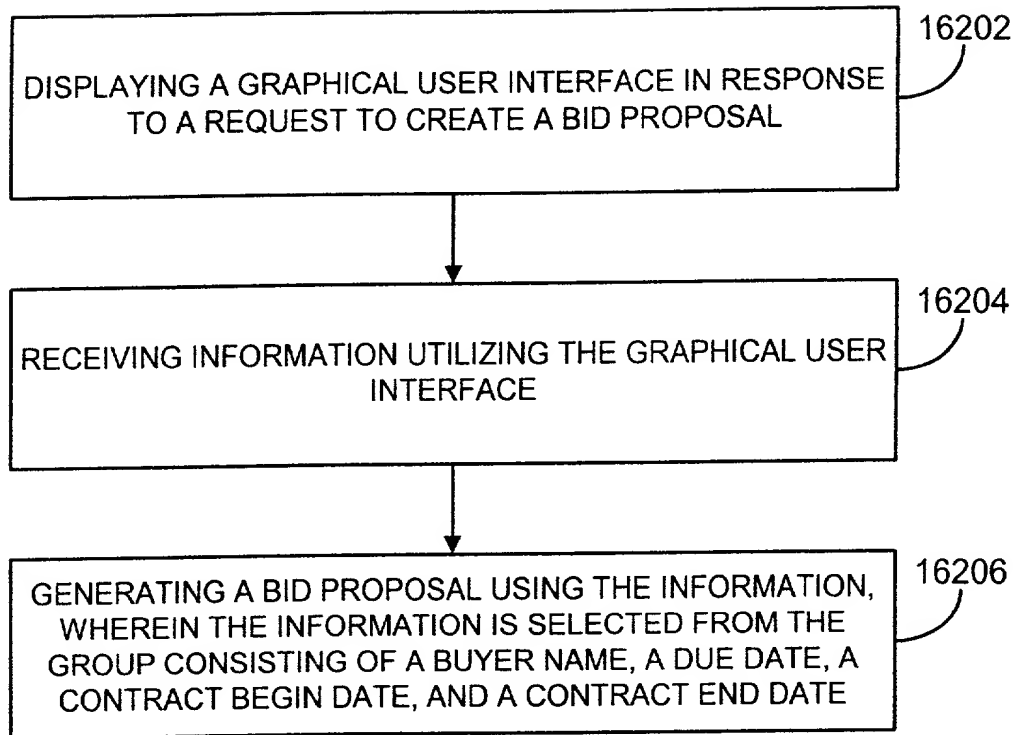 16202
DISPLAYING A GRAPHICAL USER INTERFACE IN RESPONSE
TO A REQUEST TO CREATE A BID PROPOSAL
16204
RECEIVING INFORMATION UTILIZING THE GRAPHICAL USER
INTERFACE
16206
GENERATING A BID PROPOSAL USING THE INFORMATION,
WHEREIN THE INFORMATION IS SELECTED FROM THE
GROUP CONSISTING OF A BUYER NAME, A DUE DATE, A
CONTRACT BEGIN DATE, AND A CONTRACT END DATE